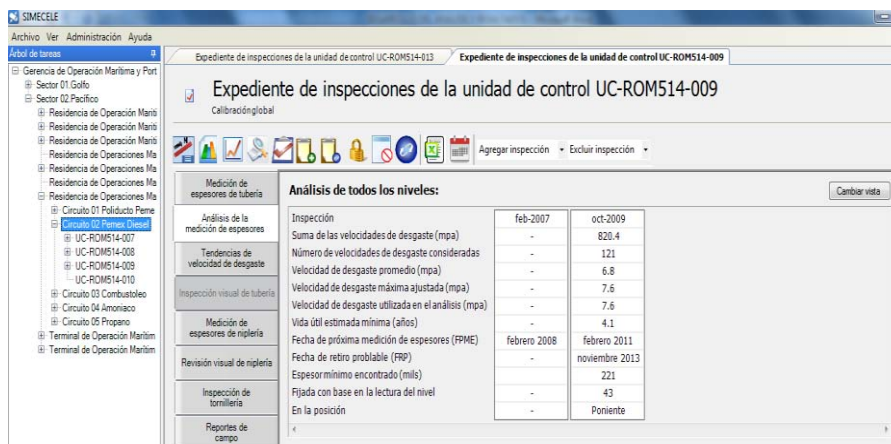 SIMECELE
Archivo Ver Administración Ayuda
Árbol de tareas
Gerencia de Operación Marítima y Port
Sector 01.Golfo
Sector 02.Pacífico
Residencia de Operación Maríti
Residencia de Operación Maríti
Residencia de Operación Maríti
Residencia de Operaciones Ma
Residencia de Operaciones Ma
Residencia de Operaciones Ma
Residencia de Operaciones Ma
Circuito 01 Poliducto Peme
Circuito 02 Pemex Diesel
UC-ROM514-007
UC-ROM514-008
UC-ROM514-009
UC-ROM514-010
Circuito 03 Combustoleo
Circuito 04 Amoniaco
Circuito 05 Propano
Terminal de Operación Marítim
Terminal de Operación Marítim
Expediente de inspecciones de la unidad de control UC-ROM514-013
Expediente de inspecciones de la unidad de control UC-ROM514-009
Expediente de inspecciones de la unidad de control UC-ROM514-009
Calibración global
Agregar inspección Excluir inspección
Medición de
espesores de tubería
Análisis de la
medición de espesores
Tendencias de
velocidad de desgaste
Inspección visual de tubería
Medición de
espesores de niplería
Revisión visual de niplería
Inspección de
tornillería
Reportes de
campo
Análisis de todos los niveles:
Cambiar vista
Inspección feb-2007 oct-2009
Suma de las velocidades de desgaste (mpa) - 820.4
Número de velocidades de desgaste consideradas - 121
Velocidad de desgaste promedio (mpa) - 6.8
Velocidad de desgaste máxima ajustada (mpa) - 7.6
Velocidad de desgaste utilizada en el análisis (mpa) - 7.6
Vida útil estimada mínima (años) - 4.1
Fecha de próxima medición de espesores (FPME) febrero 2008 febrero 2011
Fecha de retiro problable (FRP) - noviembre 2013
Espesor mínimo encontrado (mils) 221
Fijada con base en la lectura del nivel - 43
En la posición - Poniente